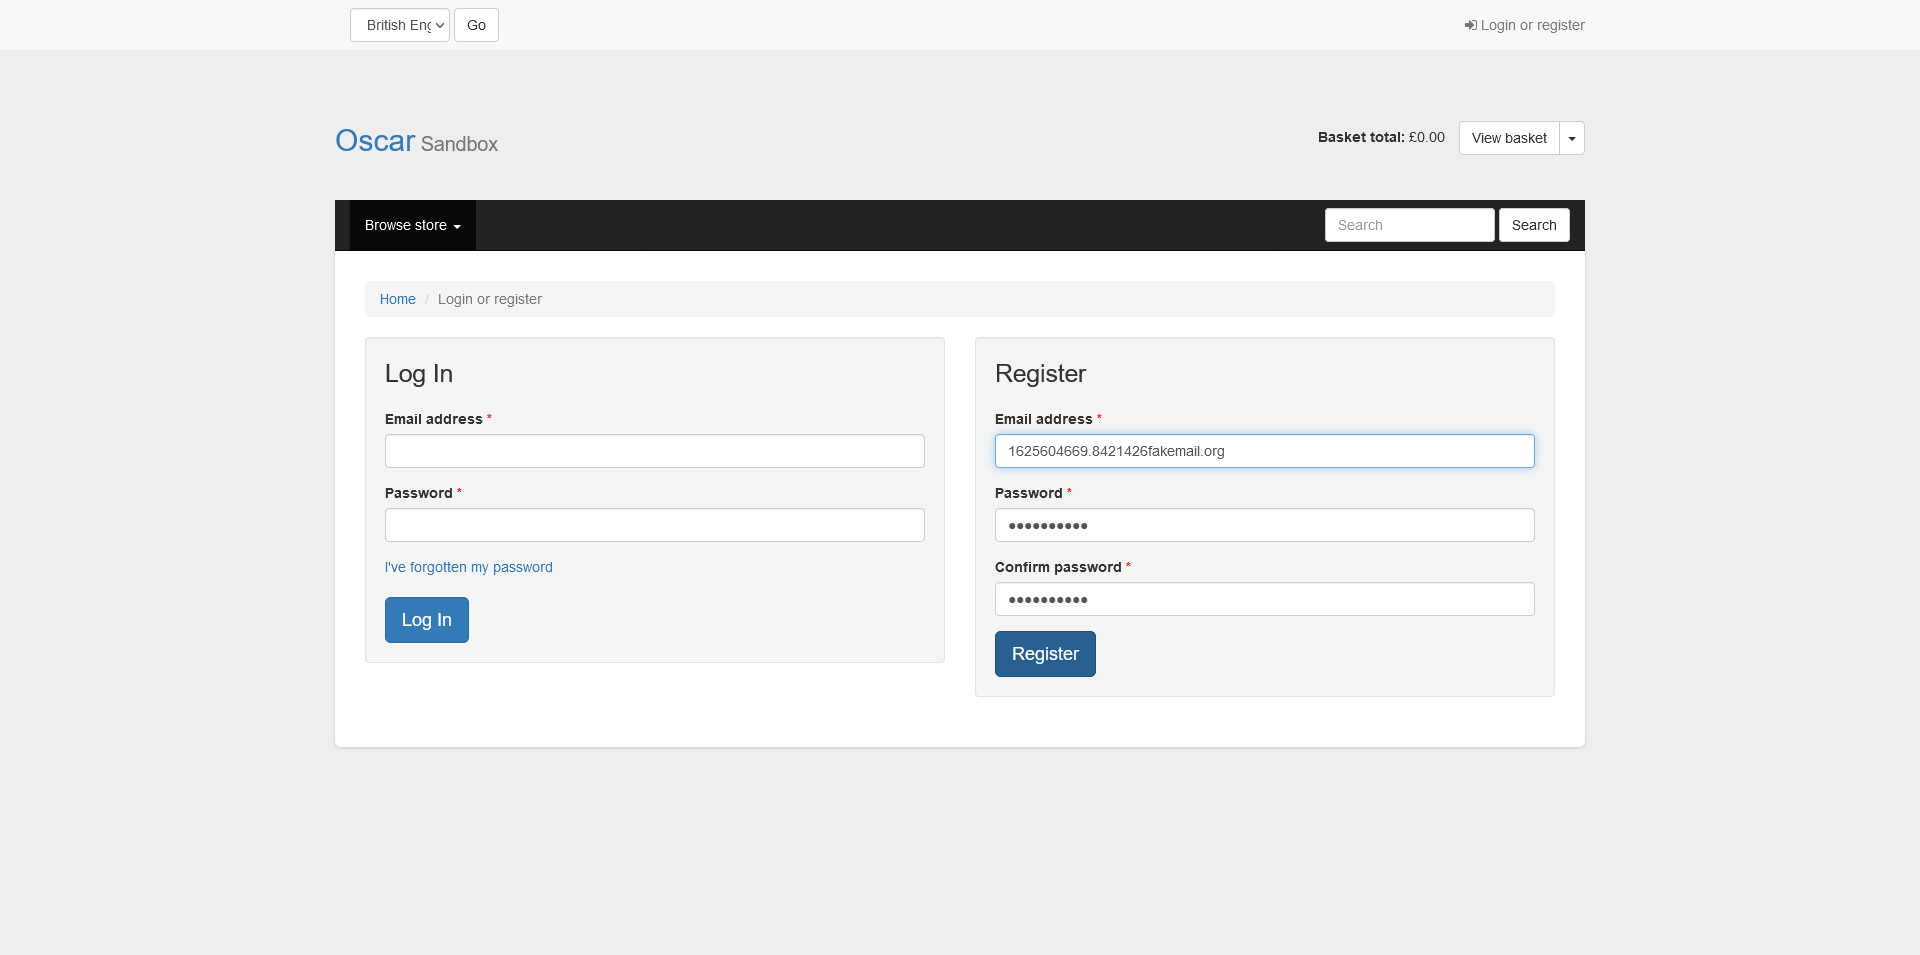 British Eng
Go
Login or register
Oscar Sandbox
Basket total: £0.00
View basket
Browse store
Search
Search
Home / Login or register
Log In
Email address *
Password *
I've forgotten my password
Log In
Register
Email address *
1625604669.8421426fakemail.org
Password *
●●●●●●●●●●
Confirm password *
●●●●●●●●●●
Register